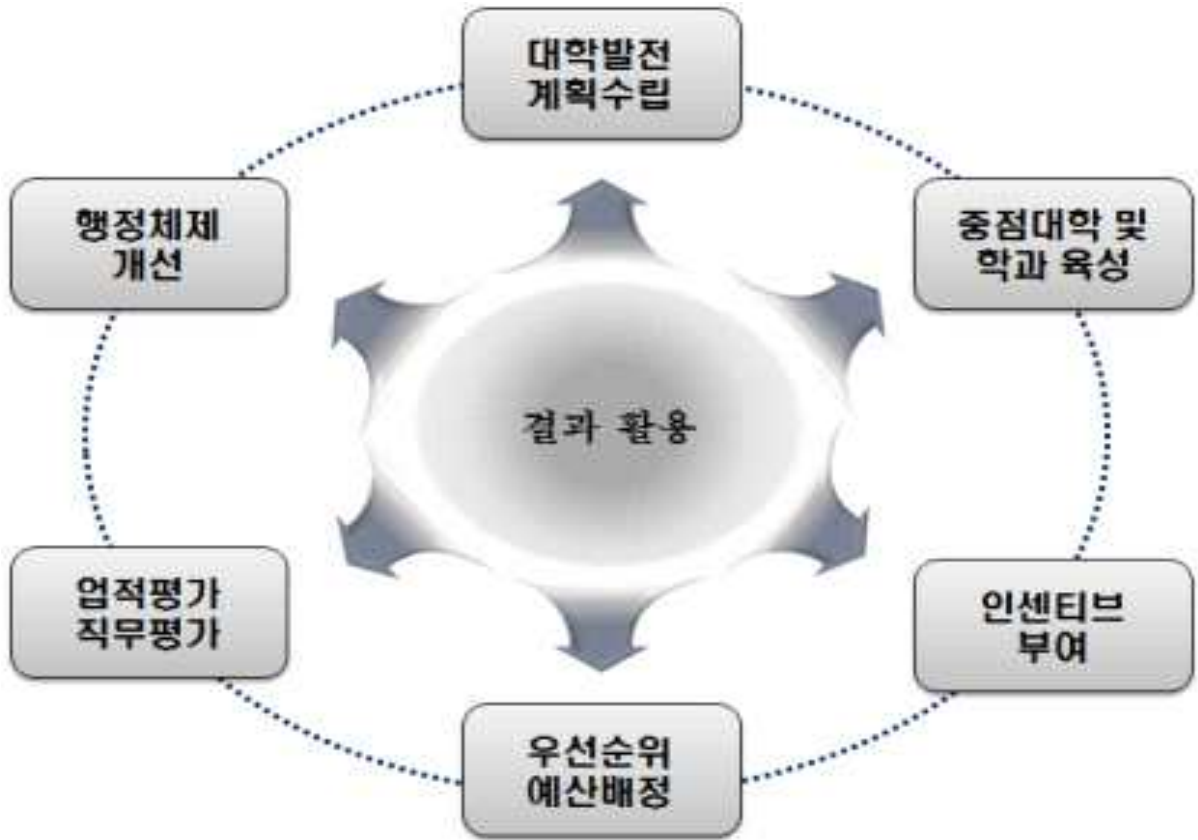 대학발전
계획수립
행정체제
개선
중점대학 및
학과 육성
결과 활용
업적평가
직무평가
인센티브
부여
우선순위
예산배정